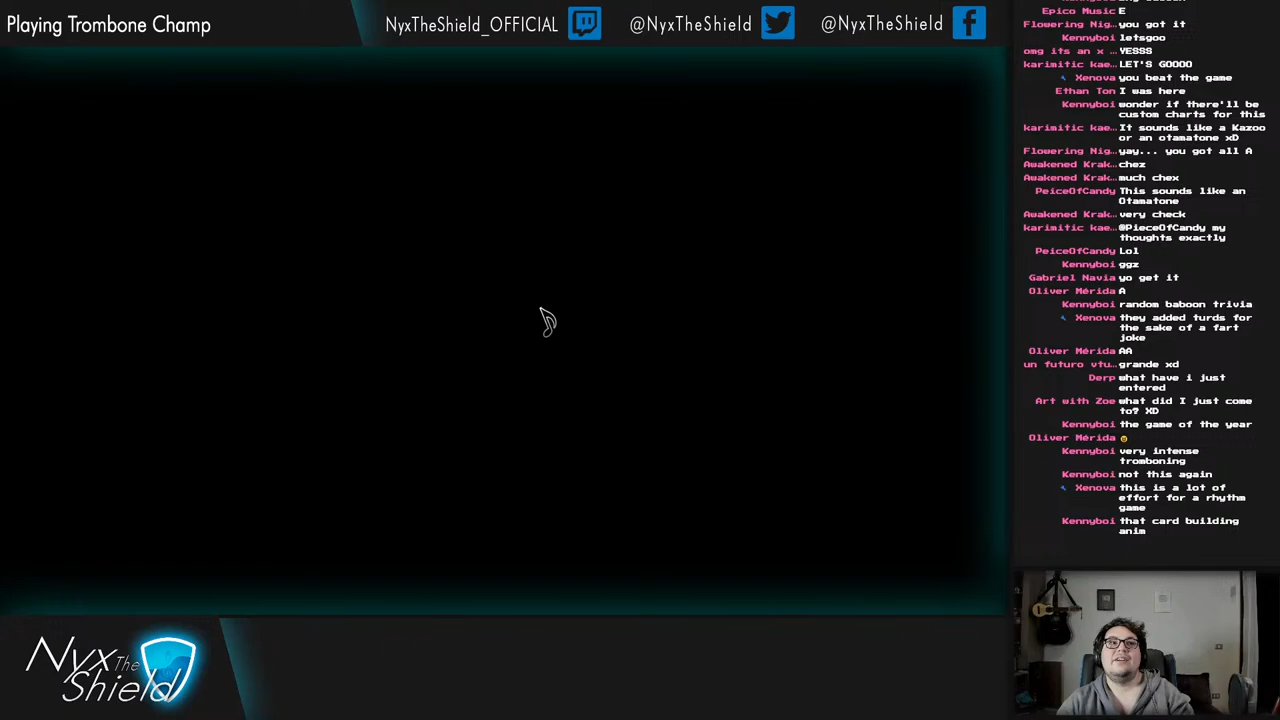 Playing Trombone Champ
NyxTheShield_OFFICIAL
@NyxTheShield
@NyxTheShield
Epico Music E
Flowering Nig… you got it
Kennyboi letsgoo
omg its an x … YESSS
karimitic kae… LET'S GOOOO
Xenova you beat the game
Ethan Ton I was here
Kennyboi wonder if there'll be
custom charts for this
karimitic kae… It sounds like a Kazoo
or an otamatone xD
Flowering Nig… yay... you got all A
Awakened Krak… chez
Awakened Krak… much chex
PeiceOfCandy This sounds like an
Otamatone
Awakened Krak… very check
karimitic kae… @PieceOfCandy my
thoughts exactly
PeiceOfCandy Lol
Kennyboi ggz
Gabriel Navia yo get it
Oliver Mérida A
Kennyboi random baboon trivia
Xenova they added turds for
the sake of a fart
joke
Oliver Mérida AA
un futuro vtu… grande xd
Derp what have i just
entered
Art with Zoe what did I just come
to? XD
Kennyboi the game of the year
Oliver Mérida
Kennyboi very intense
tromboning
Kennyboi not this again
Xenova this is a lot of
effort for a rhythm
game
Kennyboi that card building
anim
Nyx The
Shield